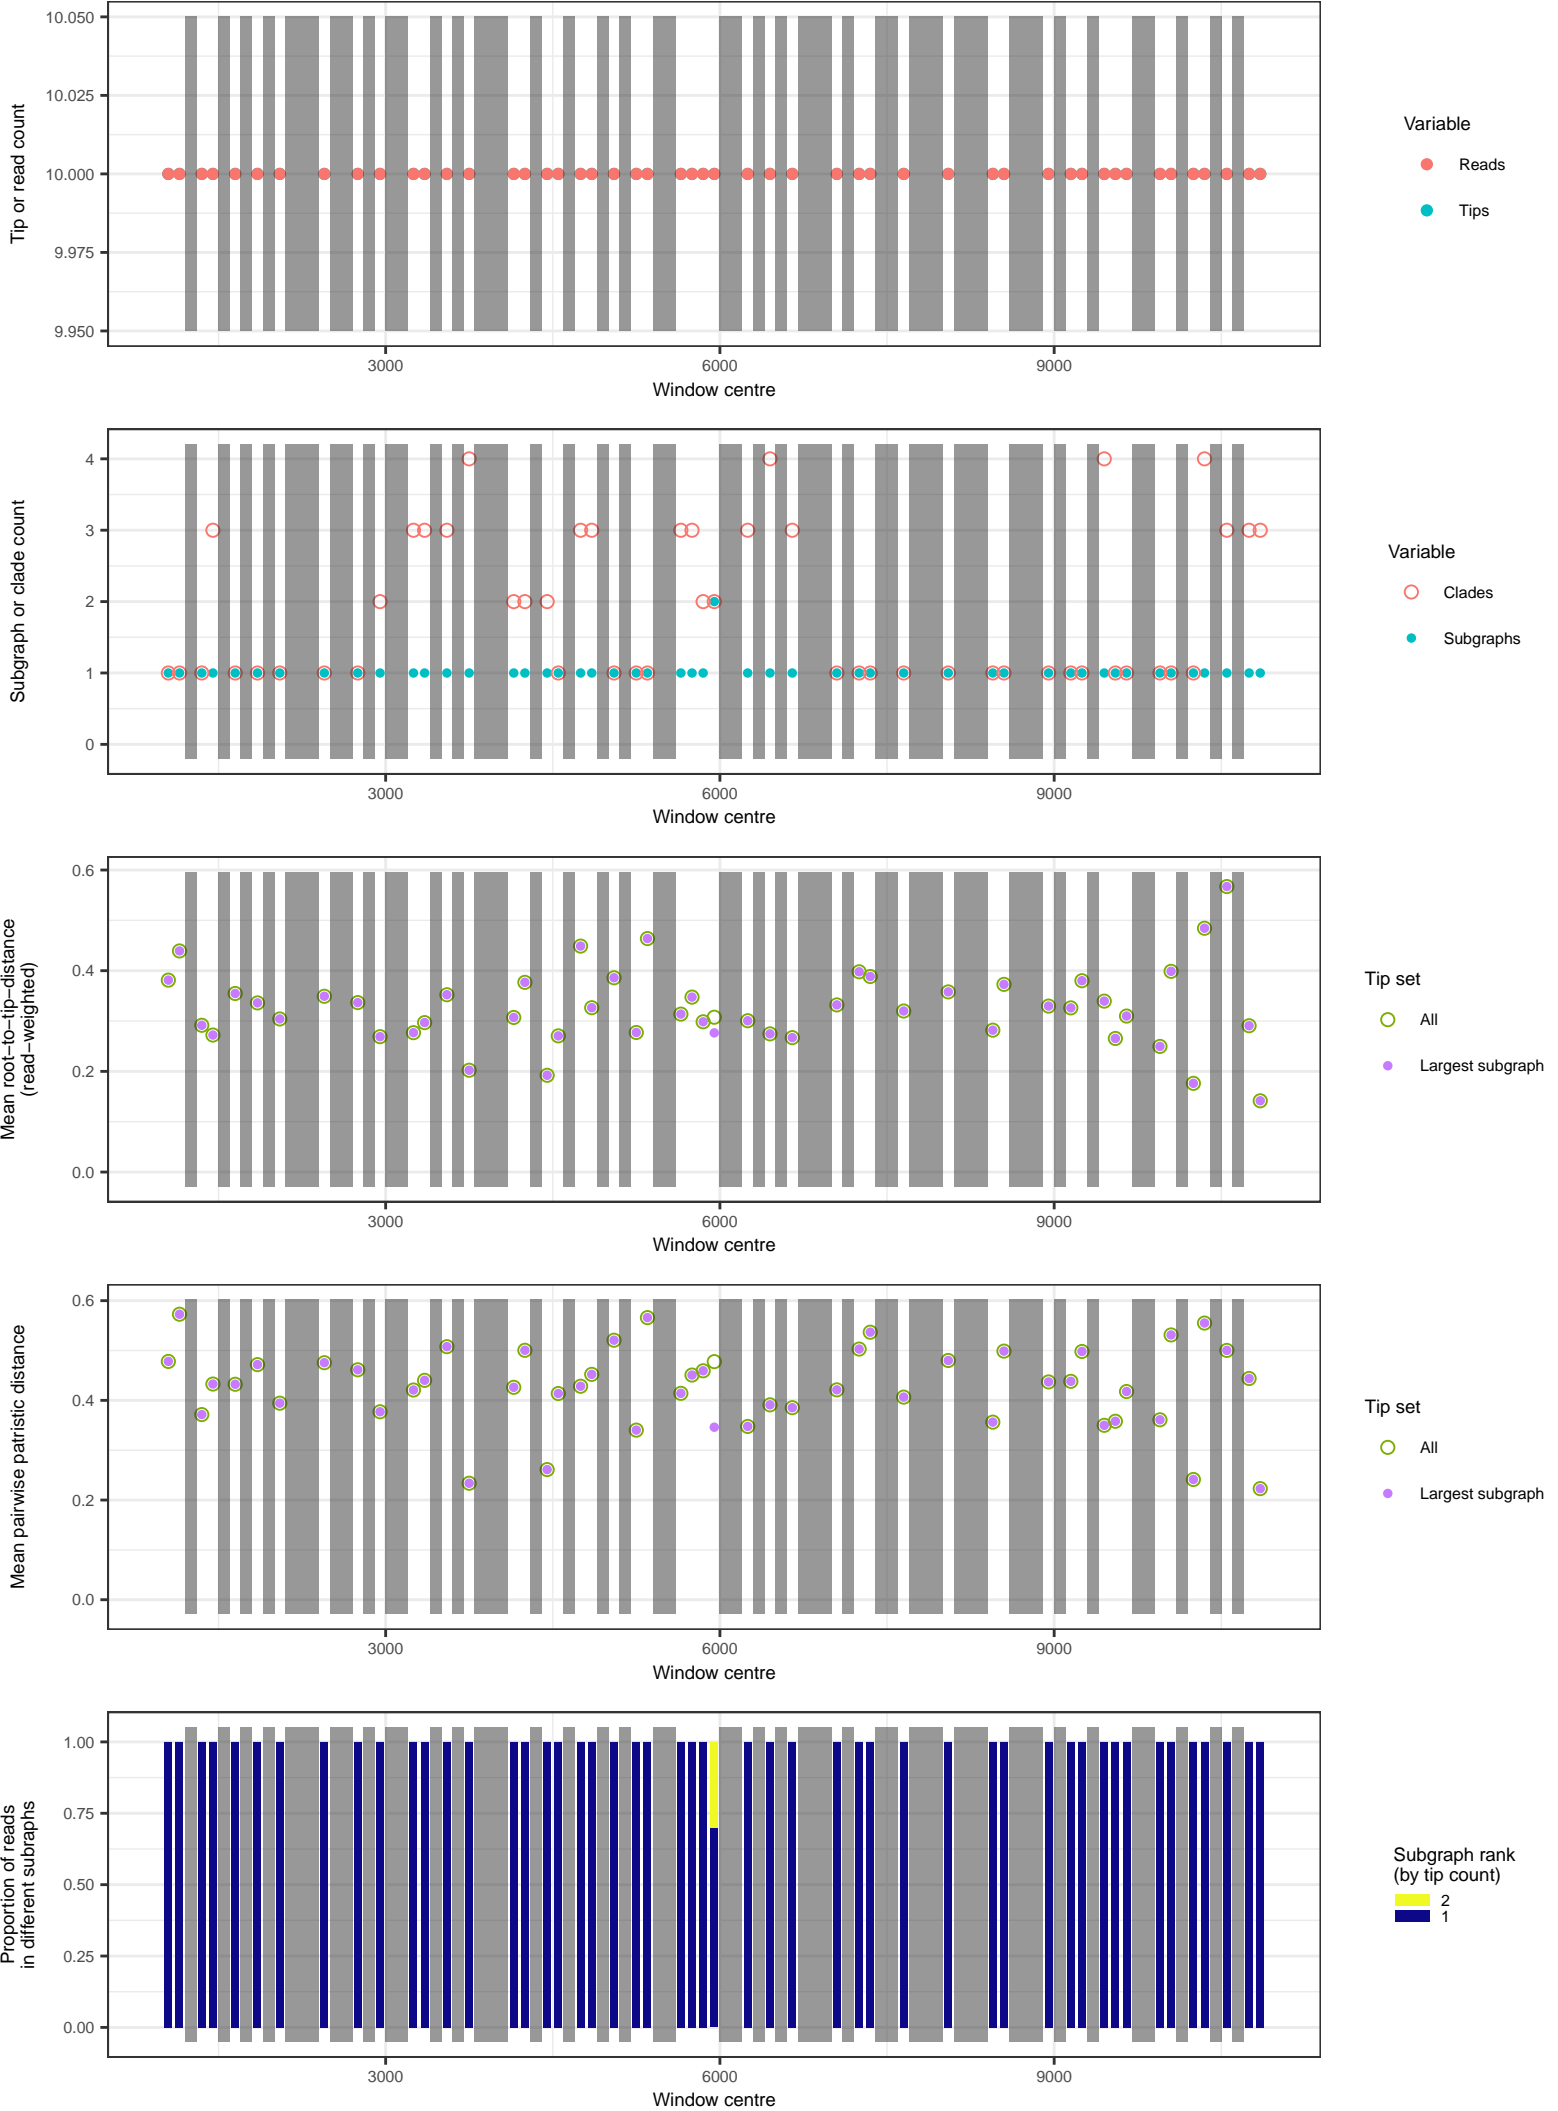 10.050
10.025
10.000
9.975
9.950
Tip or read count
3000
6000
9000
Window centre
Variable
Reads
Tips
4
3
2
1
0
Subgraph or clade count
3000
6000
9000
Window centre
Variable
Clades
Subgraphs
0.6
0.4
0.2
0.0
Mean root−to−tip−distance
(read−weighted)
3000
6000
9000
Window centre
Tip set
All
Largest subgraph
0.6
0.4
0.2
0.0
Mean pairwise patristic distance
3000
6000
9000
Window centre
Tip set
All
Largest subgraph
1.00
0.75
0.50
0.25
0.00
Proportion of reads
in different subraphs
3000
6000
9000
Window centre
Subgraph rank
(by tip count)
2
1